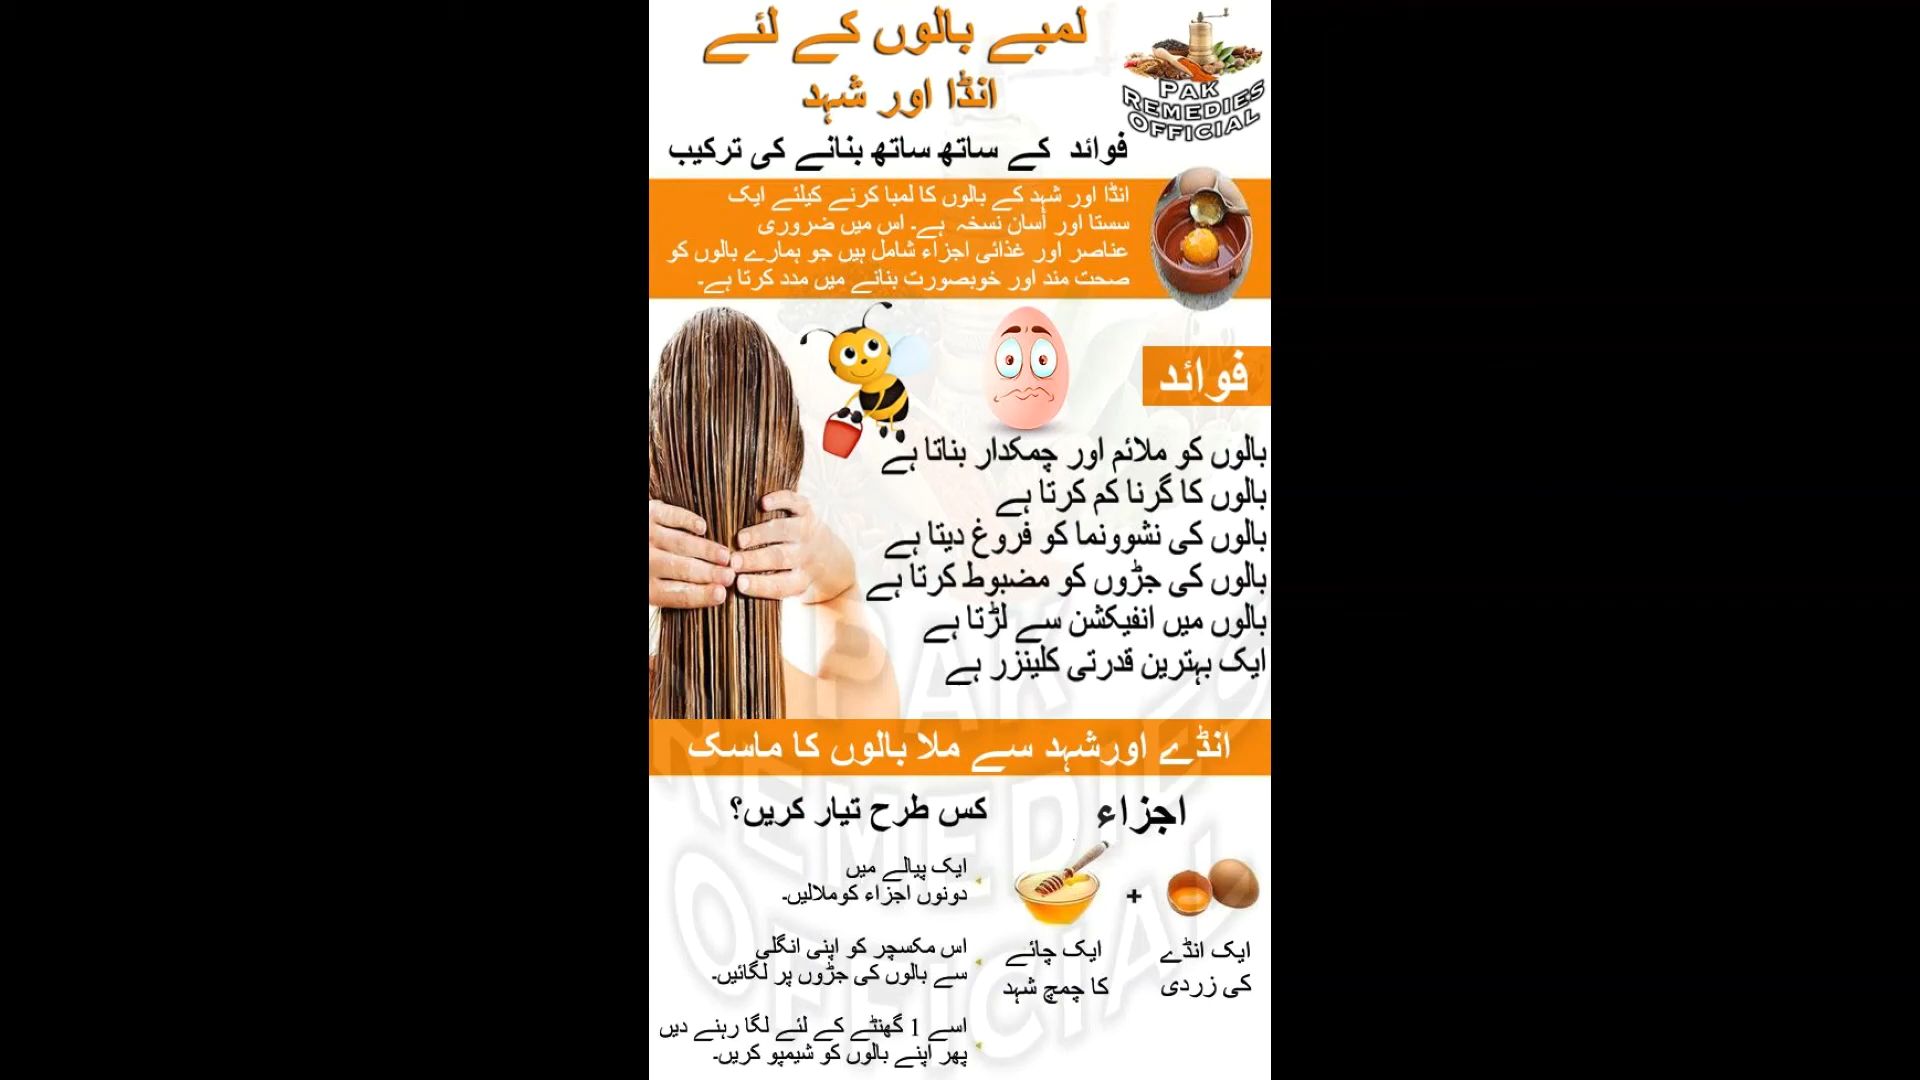 لمبے بالوں کے لئے
انڈا اور شہد
PAK
REMEDIES
OFFICIAL
فوائد کے ساتھ ساتھ بنانے کی ترکیب
انڈا اور شہد کے بالوں کا لمبا کرنے کیلئے ایک
سستا اور آسان نسخہ ہے۔ اس میں ضروری
عناصر اور غذائی اجزاء شامل ہیں جو ہمارے بالوں کو
صحت مند اور خوبصورت بنانے میں مدد کرتا ہے۔
فوائد
بالوں کو ملائم اور چمکدار بناتا ہے
بالوں کا گرنا کم کرتا ہے
بالوں کی نشوونما کو فروغ دیتا ہے
بالوں کی جڑوں کو مضبوط کرتا ہے
بالوں میں انفیکشن سے لڑتا ہے
ایک بہترین قدرتی کلینزر ہے
انڈے اورشہد سے ملا بالوں کا ماسک
اجزاء
+
ایک انڈے
کی زردی
ایک چائے
کا چمچ شہد
کس طرح تیار کریں؟
ایک پیالے میں
دونوں اجزاء کوملالیں۔
اس مکسچر کو اپنی انگلی
سے بالوں کی جڑوں پر لگائیں۔
اسے 1 گھنٹے کے لئے لگا رہنے دیں
پھر اپنے بالوں کو شیمپو کریں۔
PAK
REMEDIES
OFFICIAL